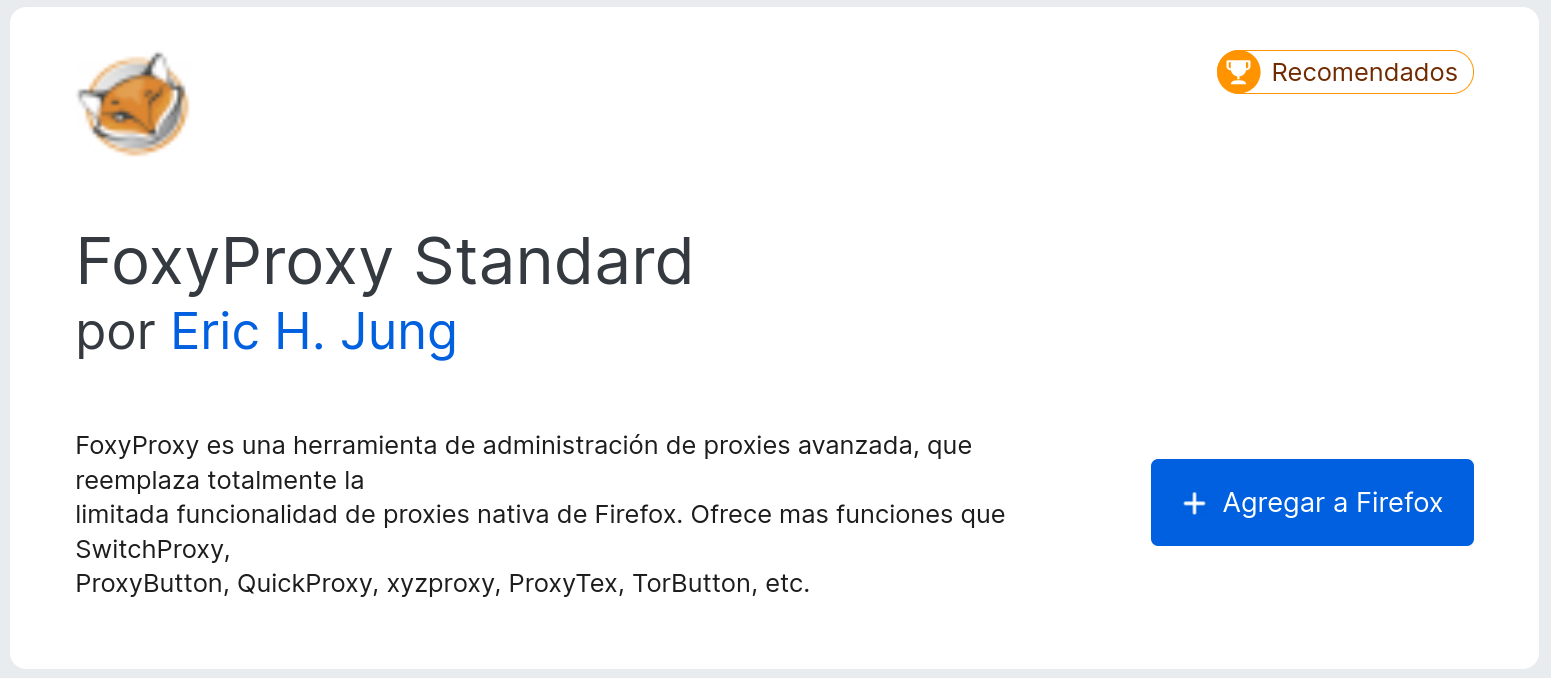 Recomendados
FoxyProxy Standard
por Eric H. Jung
FoxyProxy es una herramienta de administración de proxies avanzada, que
reemplaza totalmente la
limitada funcionalidad de proxies nativa de Firefox. Ofrece mas funciones que
SwitchProxy,
ProxyButton, QuickProxy, xyzproxy, ProxyTex, TorButton, etc.
Agregar a Firefox